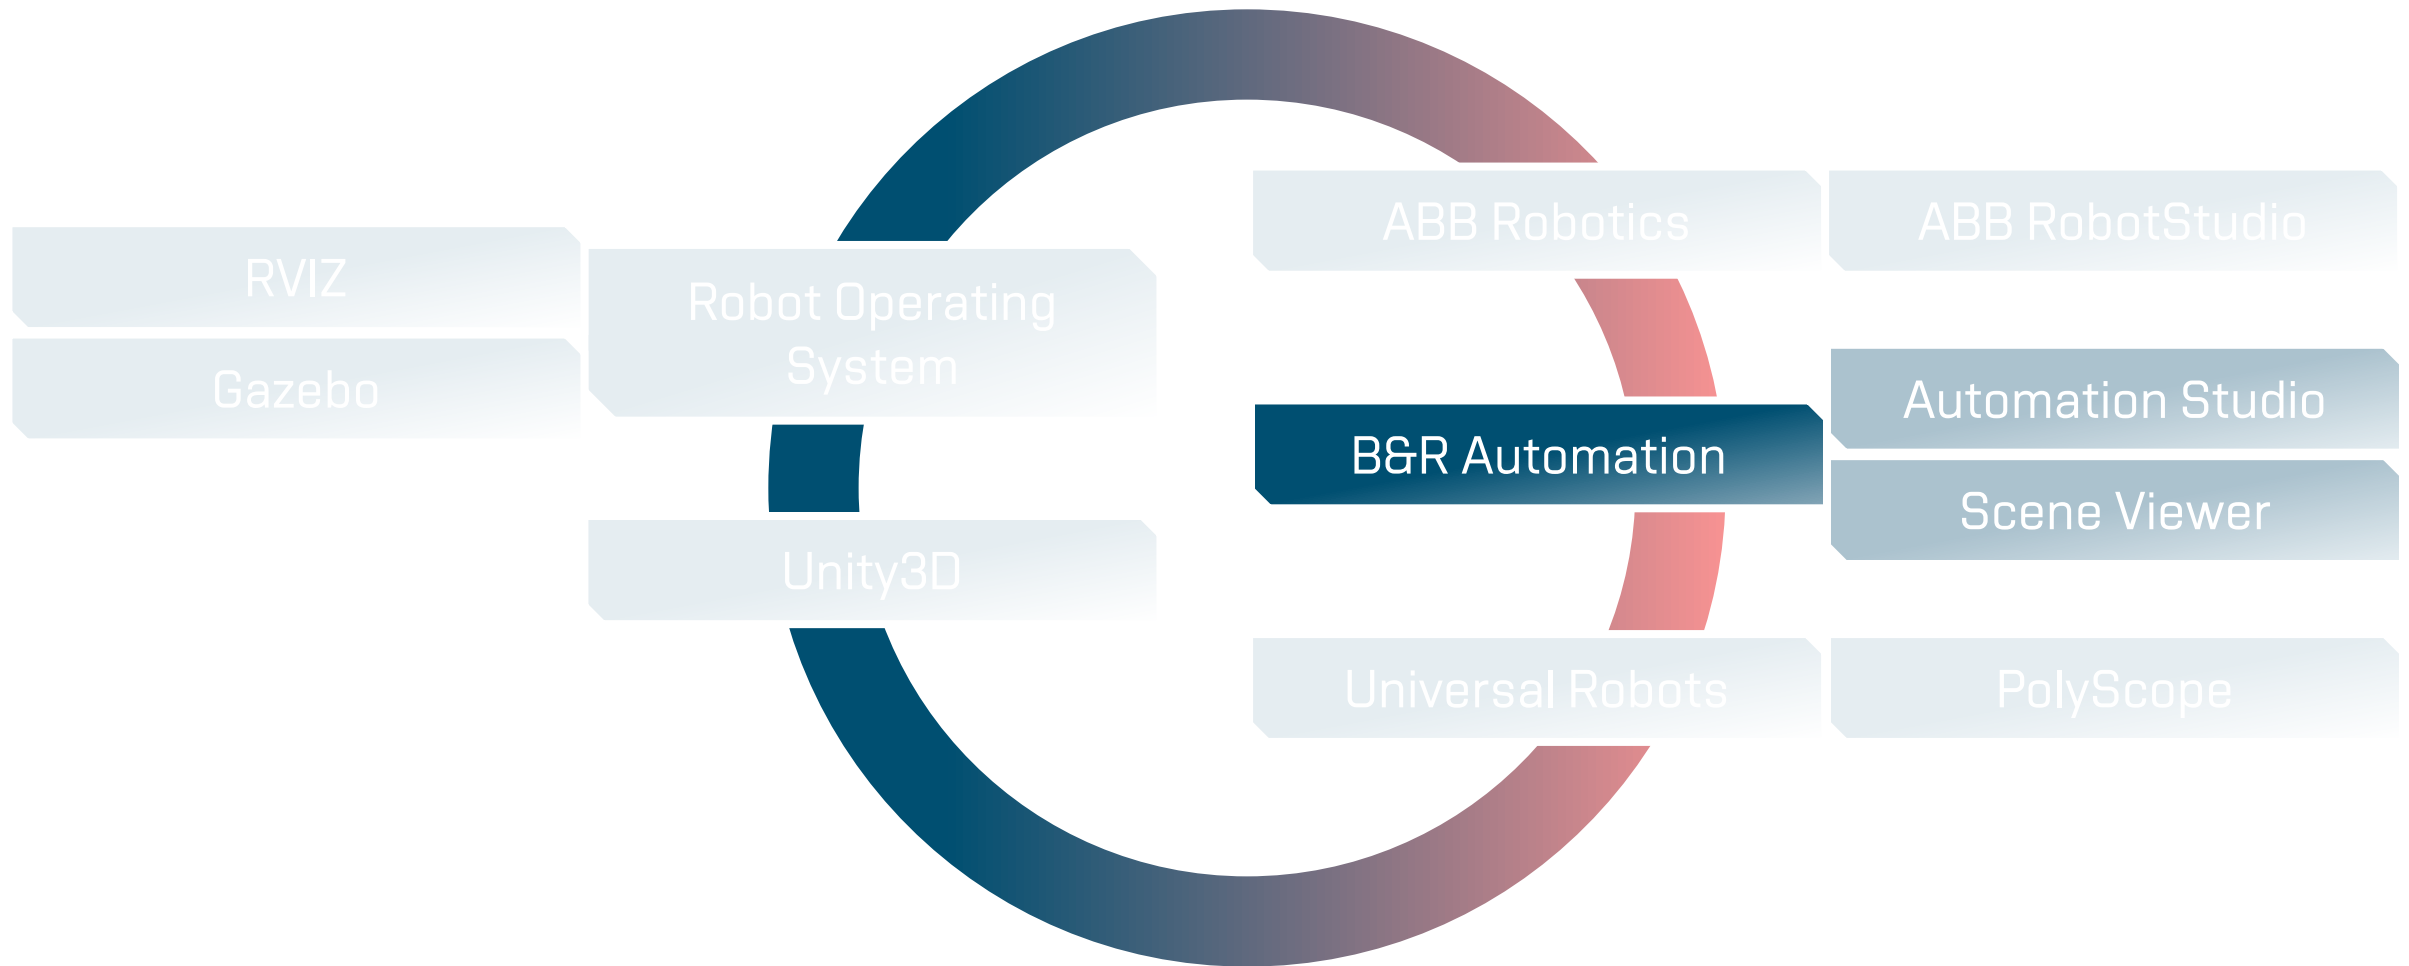 RVIZ
Gazebo
Robot Operating
System
Unity3D
ABB Robotics
ABB RobotStudio
B&R Automation
Automation Studio
Scene Viewer
Universal Robots
PolyScope